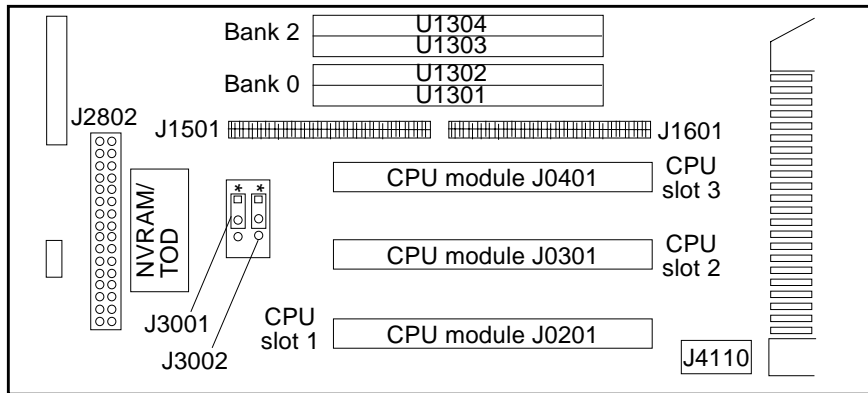 Bank 2
U1304
U1303
Bank 0
U1302
U1301
J2802
J1501
J1601
NVRAM/
TOD
* *
CPU module J0401
CPU
slot 3
CPU module J0301
CPU
slot 2
J3001
J3002
CPU
slot 1
CPU module J0201
J4110